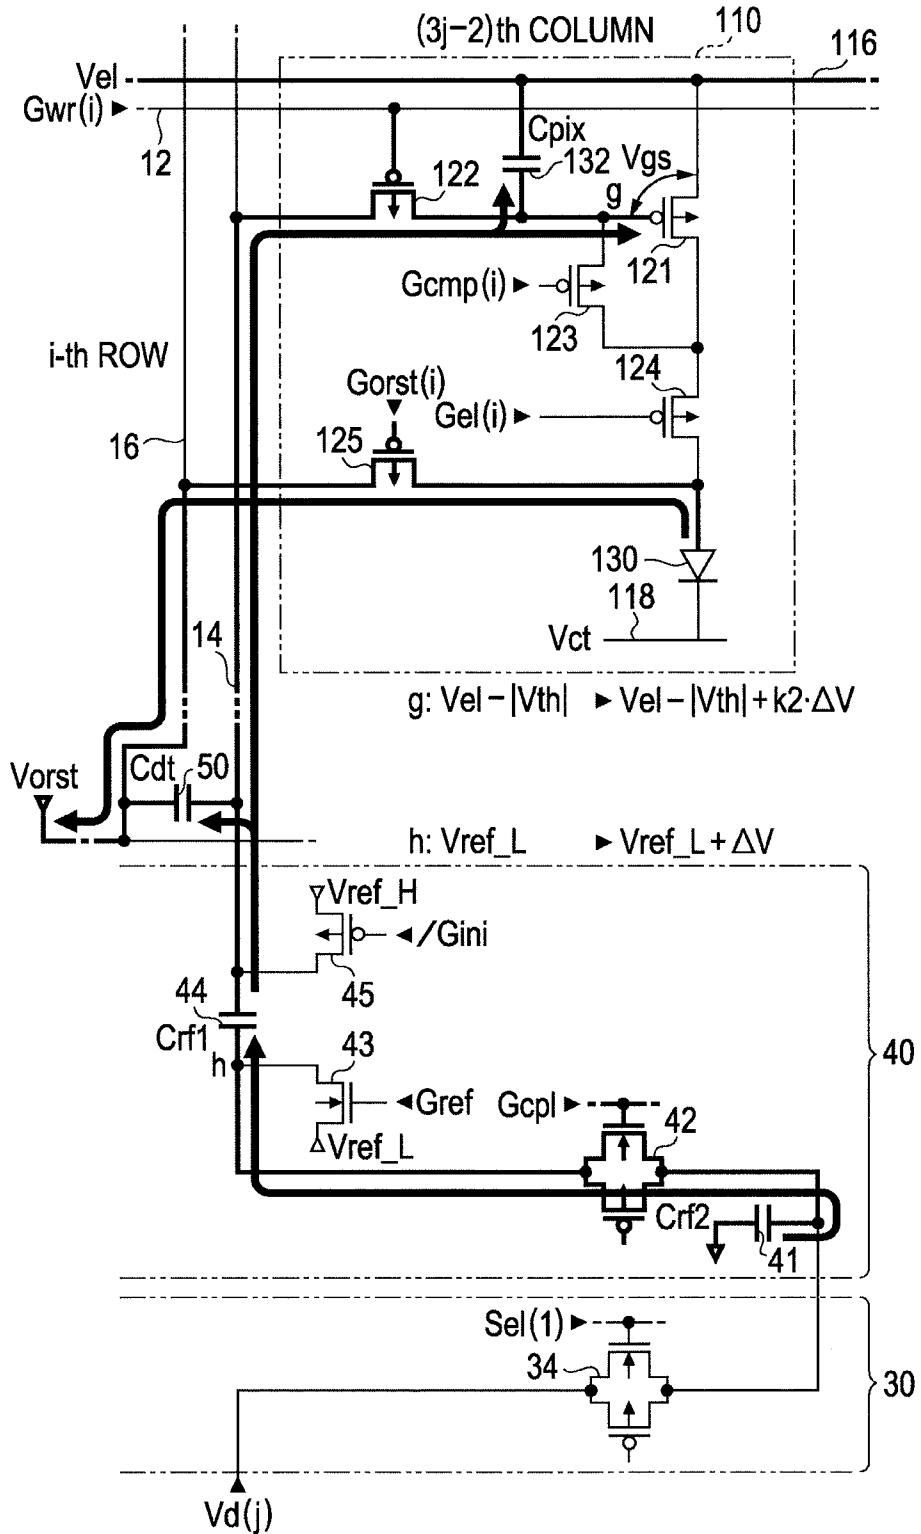 (3j−2)th COLUMN
110
116
Vel
Gwr(i)
12
Cpix
132
Vgs
122
g
121
Gcmp(i)
123
i-th ROW
124
Gorst(i)
Gel(i)
16
125
130
118
Vct
14
g: Vel−|Vth| ► Vel−|Vth|+k2·ΔV
Vorst
Cdt
50
h: Vref_L ► Vref_L+ΔV
Vref_H
/Gini
45
44
Crf1
h
43
Gref
Vref_L
Gcpl
42
40
Crf2
41
Sel(1)
34
30
Vd(j)